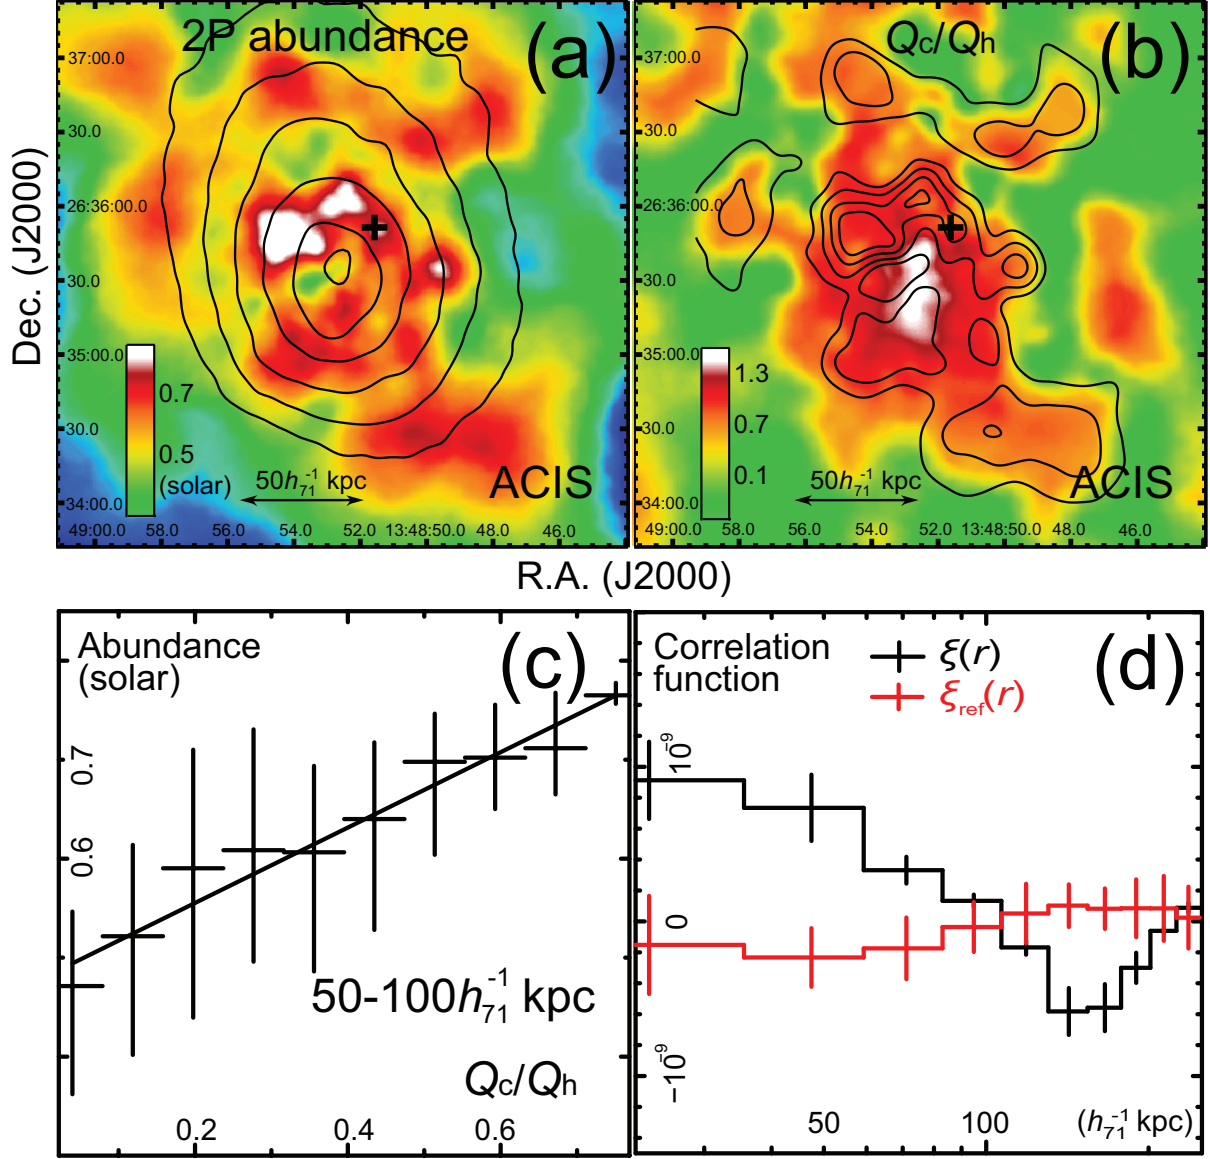 2P abundance
(a)
37:00.0
30.0
26:36:00.0
30.0
35:00.0
30.0
34:00.0
Dec. (J2000)
0.7
0.5
(solar)
50h₇₁⁻¹ kpc
ACIS
49:00.0 58.0 56.0 54.0 52.0 13:48:50.0 48.0
Qc/Qh
(b)
37:00.0
30.0
26:36:00.0
30.0
35:00.0
30.0
34:00.0
1.3
0.7
0.1
50h₇₁⁻¹ kpc
ACIS
49:00.0 58.0 56.0 54.0 52.0 13:48:50.0 48.0 46.0
R.A. (J2000)
Abundance
(solar)
(c)
0.7
0.6
50-100h₇₁⁻¹ kpc
Qc/Qh
0.2 0.4 0.6
Correlation
function
ξ(r)
ξref(r)
(d)
10⁻⁹
0
−10⁻⁹
50 100 (h₇₁⁻¹ kpc)